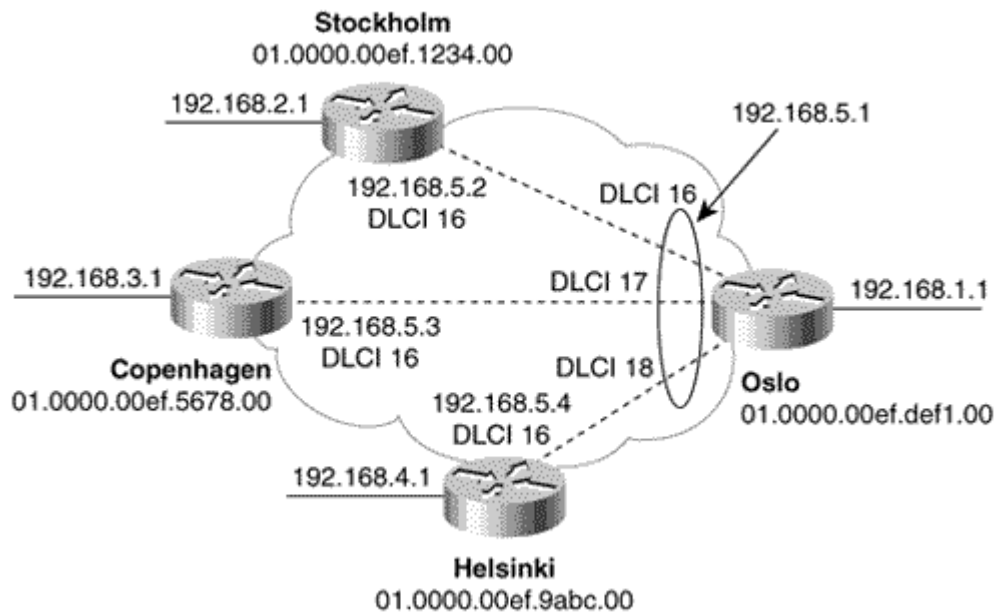 Stockholm
01.0000.00ef.1234.00
192.168.2.1
192.168.5.1
192.168.5.2
DLCI 16
DLCI 16
192.168.3.1
DLCI 17
192.168.1.1
192.168.5.3
DLCI 16
DLCI 18
Copenhagen
01.0000.00ef.5678.00
Oslo
01.0000.00ef.def1.00
192.168.5.4
DLCI 16
192.168.4.1
Helsinki
01.0000.00ef.9abc.00